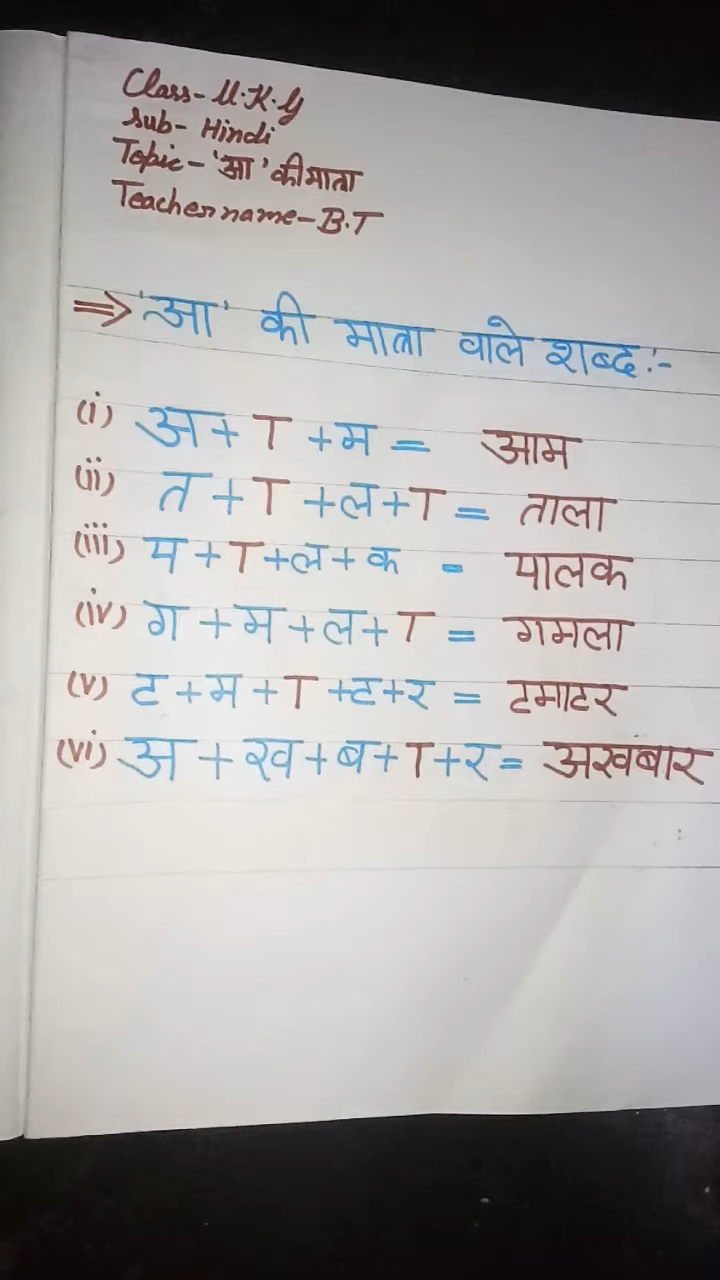 Class- U.K.G
Sub- Hindi
Topic- 'आ' की मात्रा
Teacher name- B.T
⇒ 'आ' की मात्रा वाले शब्द:-
(i) अ + ा + म = आम
(ii) त + ा + ल + ा = ताला
(iii) प + ा + ल + क = पालक
(iv) ग + म + ल + ा = गमला
(v) ट + म + ा + ट + र = टमाटर
(vi) अ + ख + ब + ा + र = अखबार